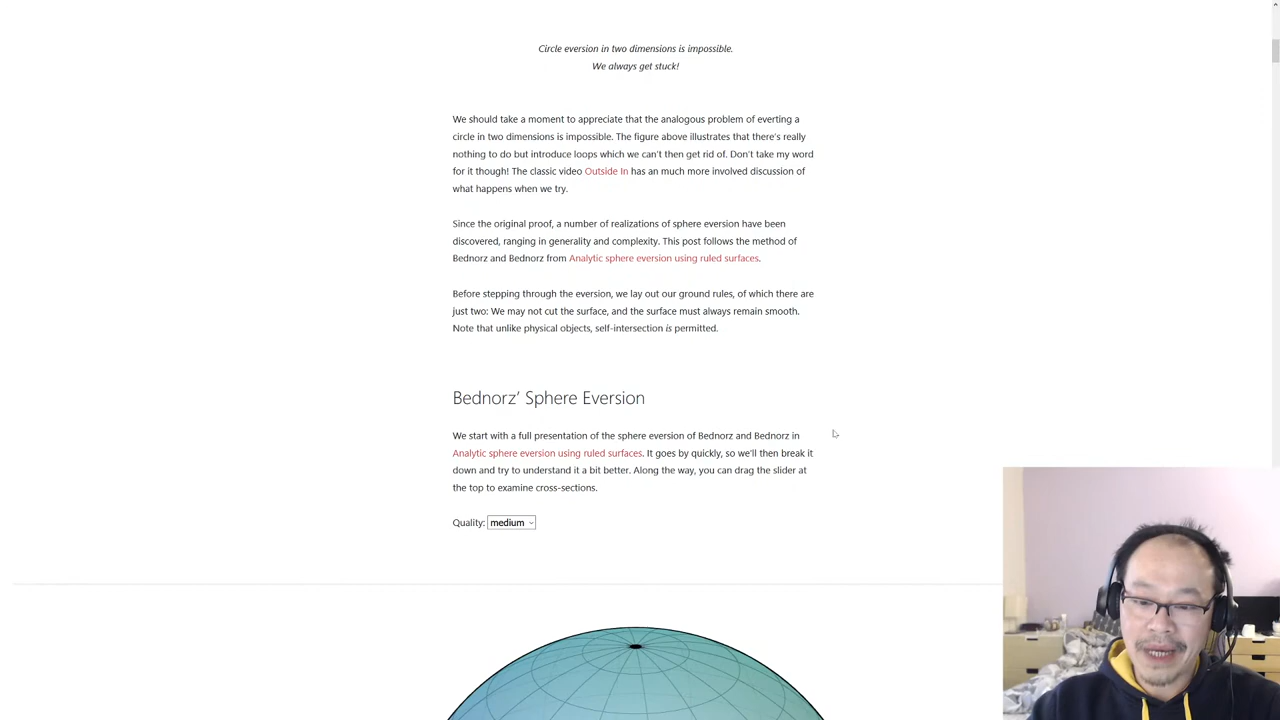 Circle eversion in two dimensions is impossible.
We always get stuck!
We should take a moment to appreciate that the analogous problem of everting a
circle in two dimensions is impossible. The figure above illustrates that there's really
nothing to do but introduce loops which we can't then get rid of. Don't take my word
for it though! The classic video Outside In has an much more involved discussion of
what happens when we try.
Since the original proof, a number of realizations of sphere eversion have been
discovered, ranging in generality and complexity. This post follows the method of
Bednorz and Bednorz from Analytic sphere eversion using ruled surfaces.
Before stepping through the eversion, we lay out our ground rules, of which there are
just two: We may not cut the surface, and the surface must always remain smooth.
Note that unlike physical objects, self-intersection is permitted.
Bednorz' Sphere Eversion
We start with a full presentation of the sphere eversion of Bednorz and Bednorz in
Analytic sphere eversion using ruled surfaces. It goes by quickly, so we'll then break it
down and try to understand it a bit better. Along the way, you can drag the slider at
the top to examine cross-sections.
Quality: medium